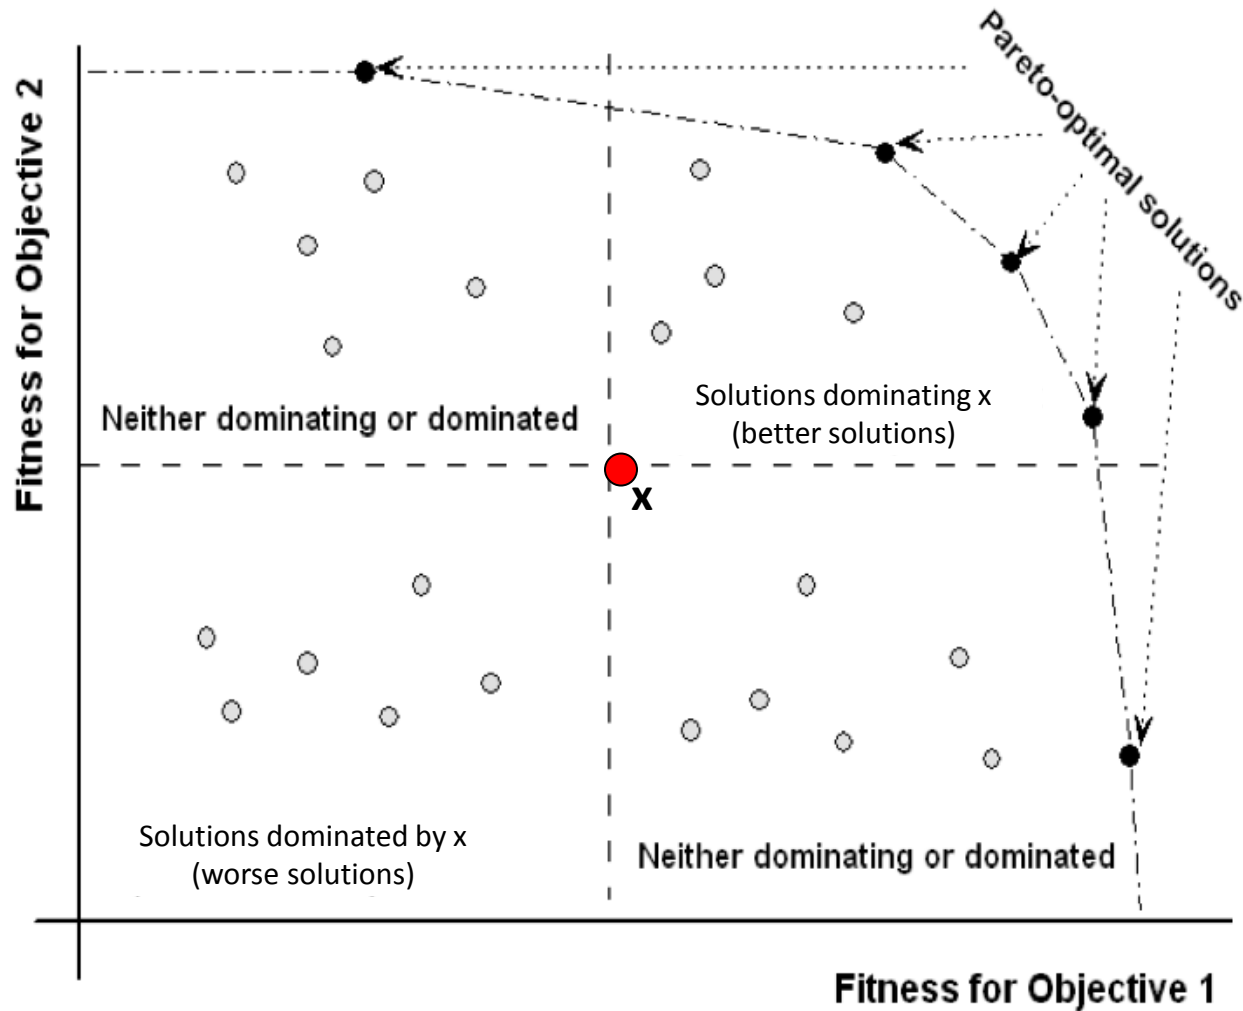 Pareto-optimal solutions
Fitness for Objective 2
Neither dominating or dominated
Solutions dominating x
(better solutions)
x
Solutions dominated by x
(worse solutions)
Neither dominating or dominated
Fitness for Objective 1